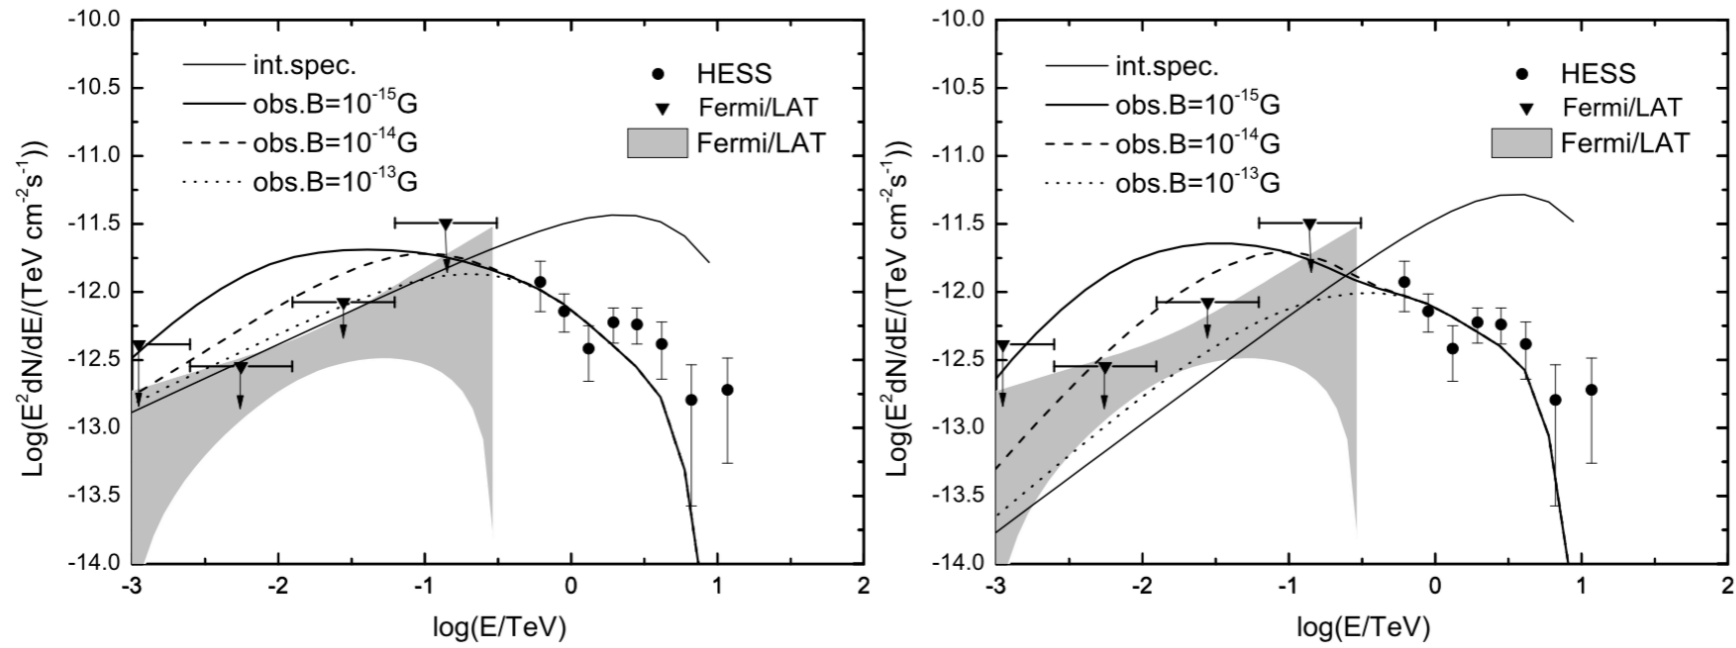 -10.0
-10.5
-11.0
-11.5
-12.0
-12.5
-13.0
-13.5
-14.0
Log(E²dN/dE/(TeV cm⁻²s⁻¹))
int.spec.
obs.B=10⁻¹⁵G
obs.B=10⁻¹⁴G
obs.B=10⁻¹³G
HESS
Fermi/LAT
Fermi/LAT
-3 -2 -1 0 1 2
log(E/TeV)
-10.0
-10.5
-11.0
-11.5
-12.0
-12.5
-13.0
-13.5
-14.0
Log(E²dN/dE/(TeV cm⁻²s⁻¹))
int.spec.
obs.B=10⁻¹⁵G
obs.B=10⁻¹⁴G
obs.B=10⁻¹³G
HESS
Fermi/LAT
Fermi/LAT
-3 -2 -1 0 1 2
log(E/TeV)